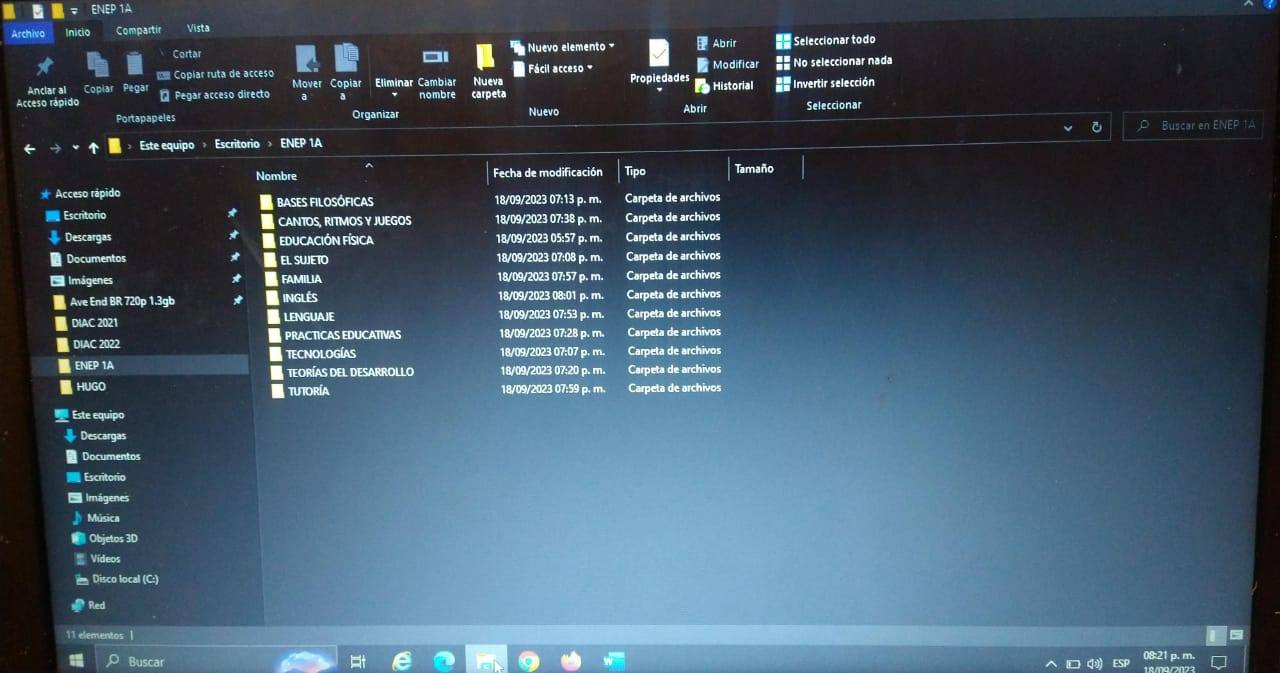 ENEP 1A
Archivo Inicio Compartir Vista
Anclar al Acceso rápido
Copiar
Pegar
Cortar
Copiar ruta de acceso
Pegar acceso directo
Portapapeles
Mover a
Copiar a
Eliminar
Cambiar nombre
Organizar
Nueva carpeta
Nuevo elemento
Fácil acceso
Nuevo
Propiedades
Abrir
Modificar
Historial
Abrir
Seleccionar todo
No seleccionar nada
Invertir selección
Seleccionar
Este equipo › Escritorio › ENEP 1A
Buscar en ENEP 1A
Acceso rápido
Escritorio
Descargas
Documentos
Imágenes
Ave End BR 720p 1.3gb
DIAC 2021
DIAC 2022
ENEP 1A
HUGO
Este equipo
Descargas
Documentos
Escritorio
Imágenes
Música
Objetos 3D
Vídeos
Disco local (C:)
Red
Nombre Fecha de modificación Tipo Tamaño
BASES FILOSÓFICAS 18/09/2023 07:13 p. m. Carpeta de archivos
CANTOS, RITMOS Y JUEGOS 18/09/2023 07:38 p. m. Carpeta de archivos
EDUCACIÓN FÍSICA 18/09/2023 05:57 p. m. Carpeta de archivos
EL SUJETO 18/09/2023 07:08 p. m. Carpeta de archivos
FAMILIA 18/09/2023 07:57 p. m. Carpeta de archivos
INGLÉS 18/09/2023 08:01 p. m. Carpeta de archivos
LENGUAJE 18/09/2023 07:53 p. m. Carpeta de archivos
PRACTICAS EDUCATIVAS 18/09/2023 07:28 p. m. Carpeta de archivos
TECNOLOGÍAS 18/09/2023 07:07 p. m. Carpeta de archivos
TEORÍAS DEL DESARROLLO 18/09/2023 07:20 p. m. Carpeta de archivos
TUTORÍA 18/09/2023 07:59 p. m. Carpeta de archivos
11 elementos
Buscar
ESP
08:21 p. m.
18/09/2023